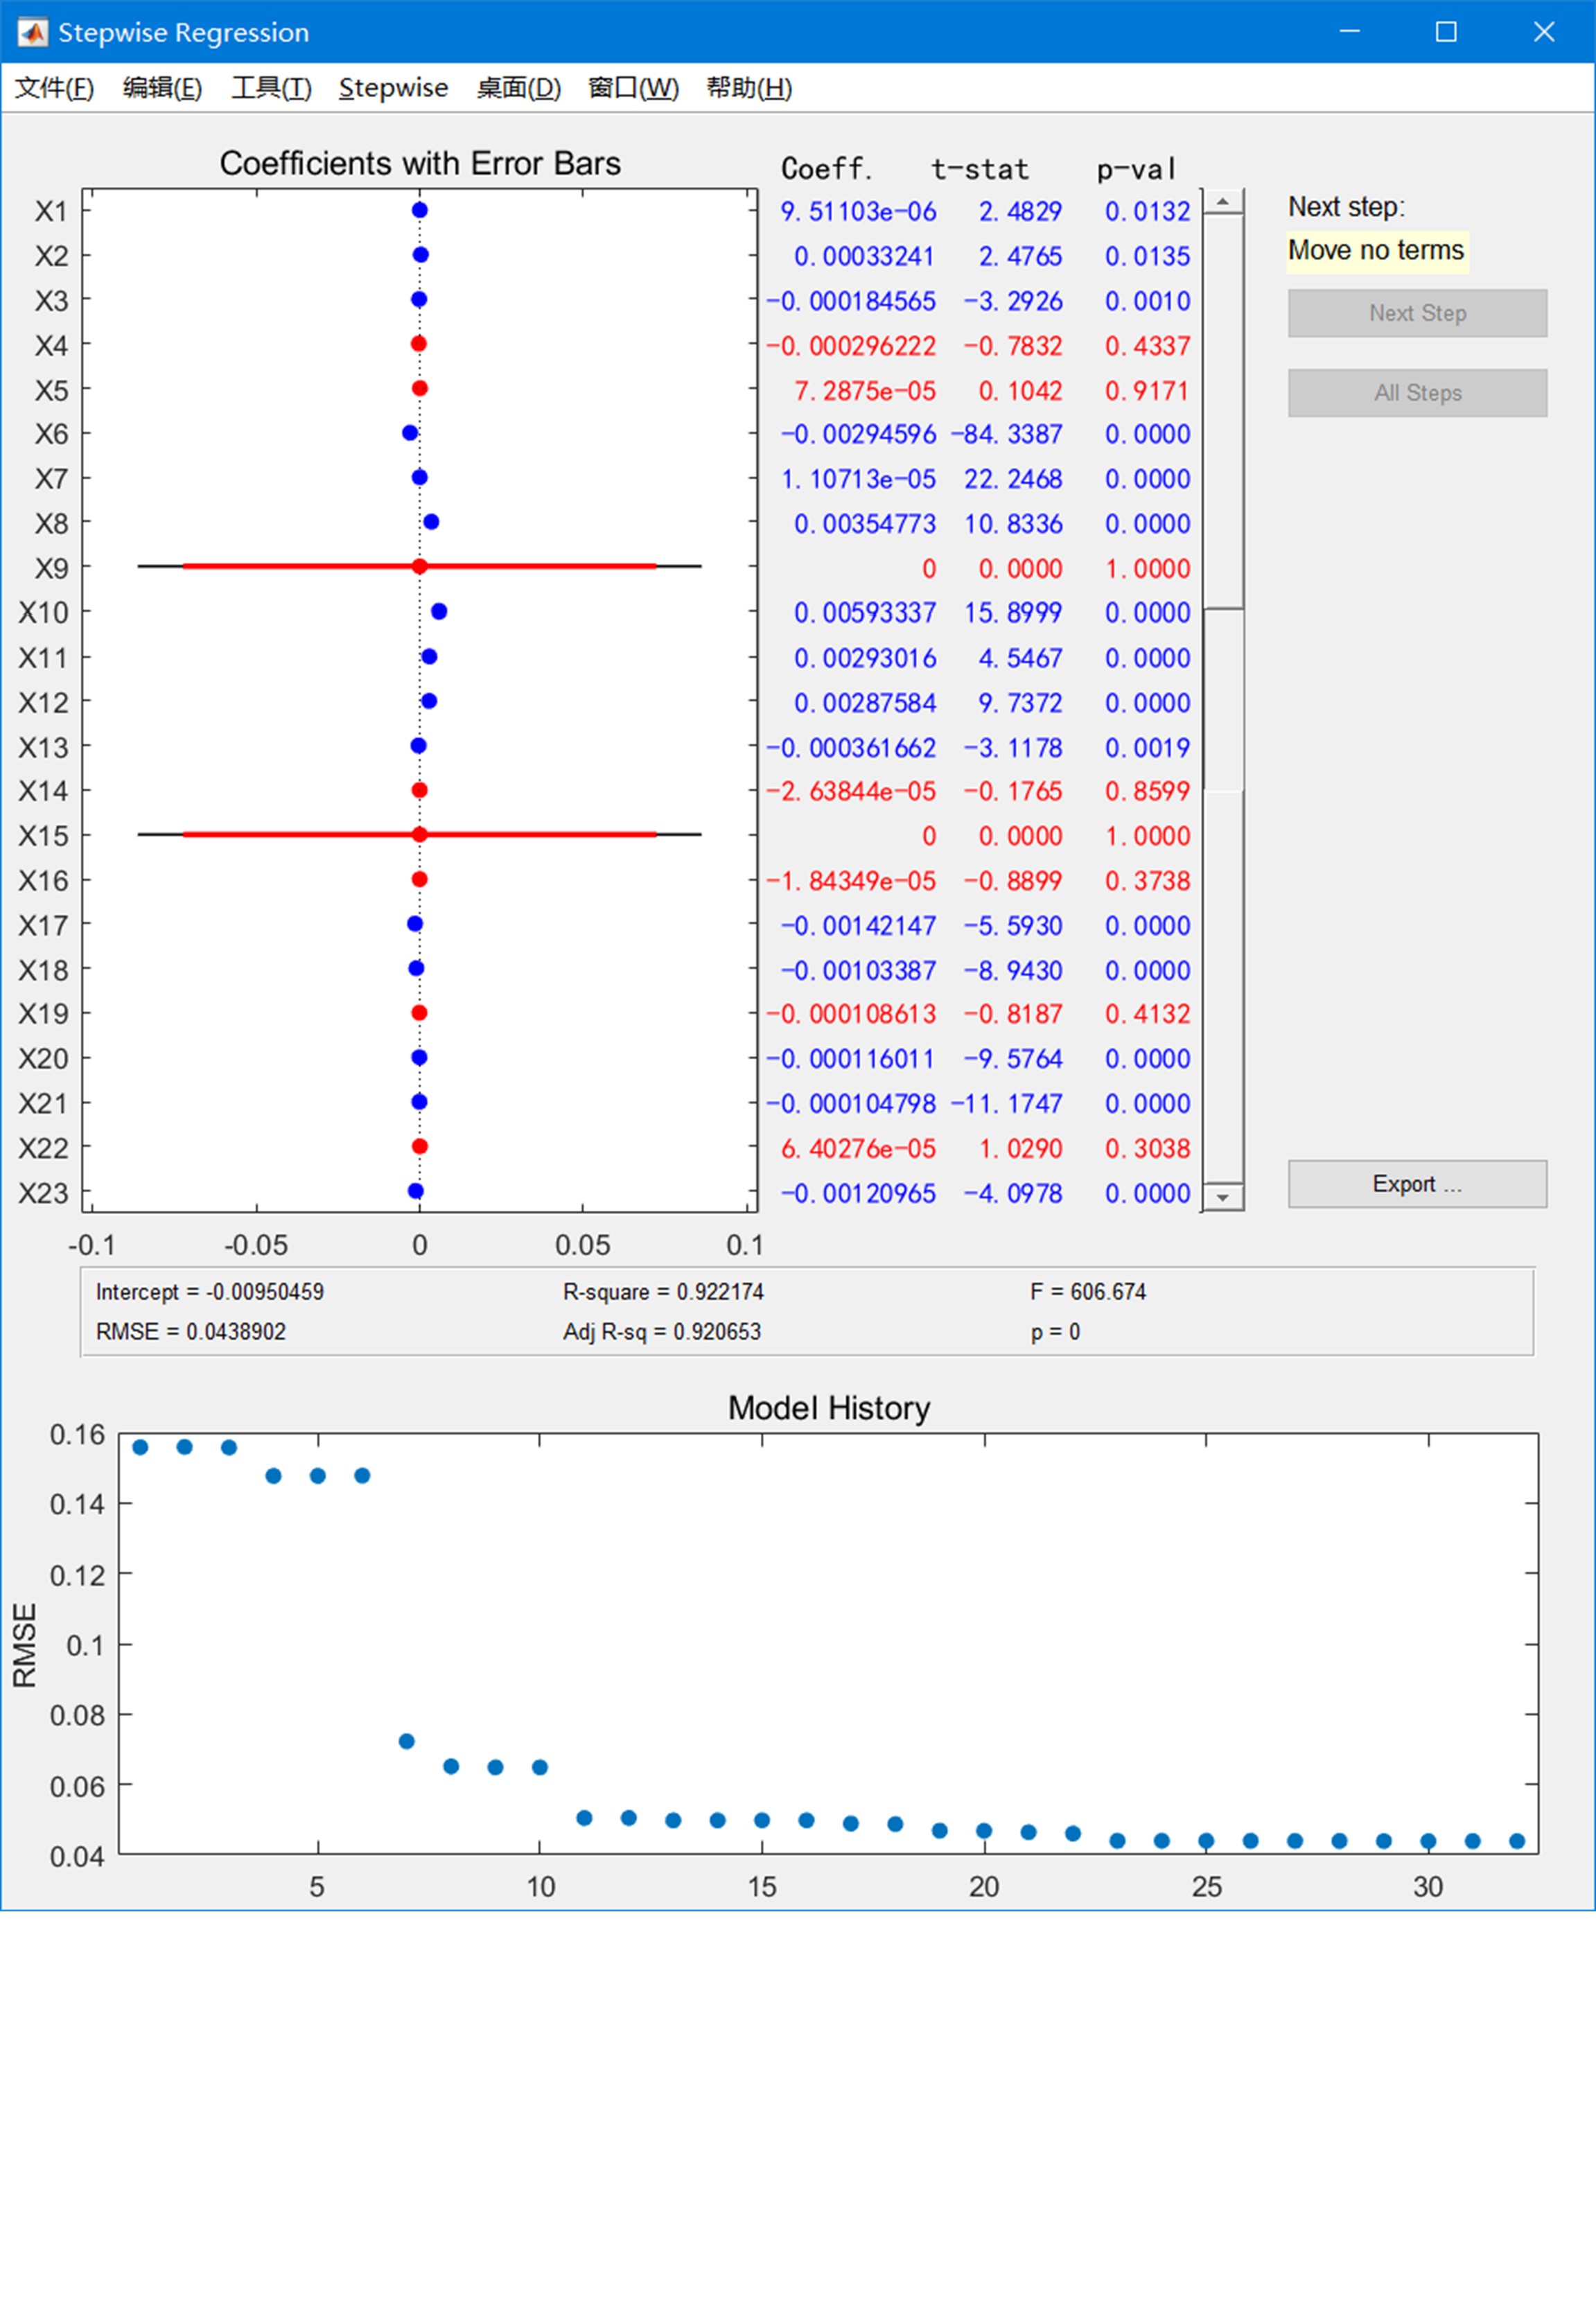 Stepwise Regression
文件(F) 编辑(E) 工具(T) Stepwise 桌面(D) 窗口(W) 帮助(H)
Coefficients with Error Bars
Coeff. t-stat p-val
X1 9.51103e-06 2.4829 0.0132
X2 0.00033241 2.4765 0.0135
X3 -0.000184565 -3.2926 0.0010
X4 -0.000296222 -0.7832 0.4337
X5 7.2875e-05 0.1042 0.9171
X6 -0.00294596 -84.3387 0.0000
X7 1.10713e-05 22.2468 0.0000
X8 0.00354773 10.8336 0.0000
X9 0 0.0000 1.0000
X10 0.00593337 15.8999 0.0000
X11 0.00293016 4.5467 0.0000
X12 0.00287584 9.7372 0.0000
X13 -0.000361662 -3.1178 0.0019
X14 -2.63844e-05 -0.1765 0.8599
X15 0 0.0000 1.0000
X16 -1.84349e-05 -0.8899 0.3738
X17 -0.00142147 -5.5930 0.0000
X18 -0.00103387 -8.9430 0.0000
X19 -0.000108613 -0.8187 0.4132
X20 -0.000116011 -9.5764 0.0000
X21 -0.000104798 -11.1747 0.0000
X22 6.40276e-05 1.0290 0.3038
X23 -0.00120965 -4.0978 0.0000
-0.1 -0.05 0 0.05 0.1
Next step:
Move no terms
Next Step
All Steps
Export ...
Intercept = -0.00950459 R-square = 0.922174 F = 606.674
RMSE = 0.0438902 Adj R-sq = 0.920653 p = 0
Model History
RMSE
0.16
0.14
0.12
0.1
0.08
0.06
0.04
5 10 15 20 25 30